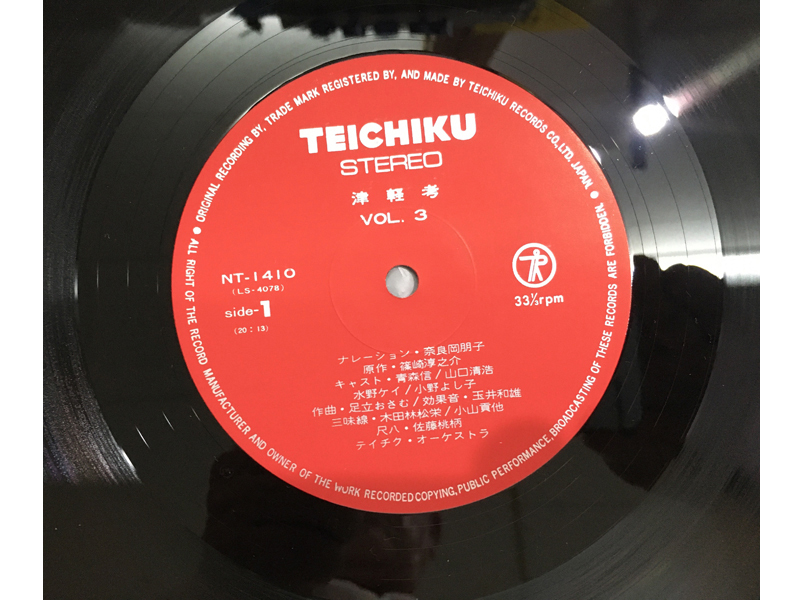 ● ORIGINAL RECORDING BY, TRADE MARK REGISTERED BY, AND MADE BY TEICHIKU RECORDS CO., LTD. JAPAN ●
TEICHIKU
STEREO
津軽考
VOL. 3
NT-1410
(LS-4078)
side-1
(20:13)
33⅓rpm
ナレーション・奈良岡朋子
原作・篠崎淳之介
キャスト・青森信/山口清浩
水野ケイ/小野よし子
作曲・足立おさむ/効果音・玉井和雄
三味線・木田林松栄/小山貢也
尺八・佐藤桃柄
テイチク・オーケストラ
ALL RIGHT OF THE RECORD MANUFACTURER AND OWNER OF THE WORK RECORDED COPYING, PUBLIC PERFORMANCE, BROADCASTING OF THESE RECORDS ARE FORBIDDEN.